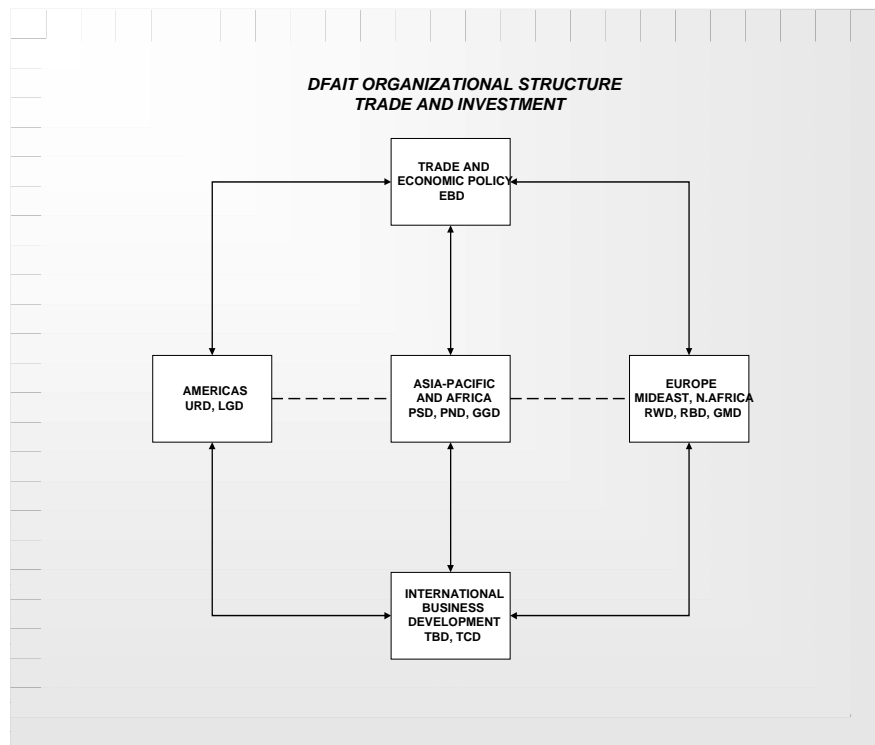 DFAIT ORGANIZATIONAL STRUCTURE
TRADE AND INVESTMENT
TRADE AND
ECONOMIC POLICY
EBD
AMERICAS
URD, LGD
ASIA-PACIFIC
AND AFRICA
PSD, PND, GGD
EUROPE
MIDEAST, N.AFRICA
RWD, RBD, GMD
INTERNATIONAL
BUSINESS
DEVELOPMENT
TBD, TCD